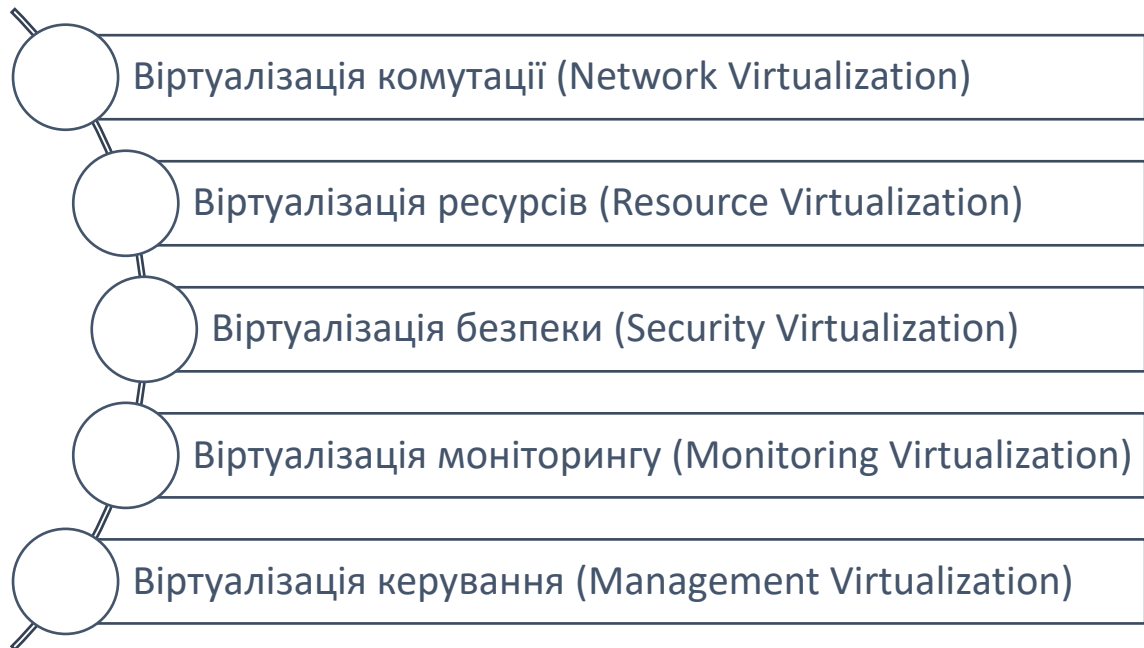 Віртуалізація комутації (Network Virtualization)
Віртуалізація ресурсів (Resource Virtualization)
Віртуалізація безпеки (Security Virtualization)
Віртуалізація моніторингу (Monitoring Virtualization)
Віртуалізація керування (Management Virtualization)